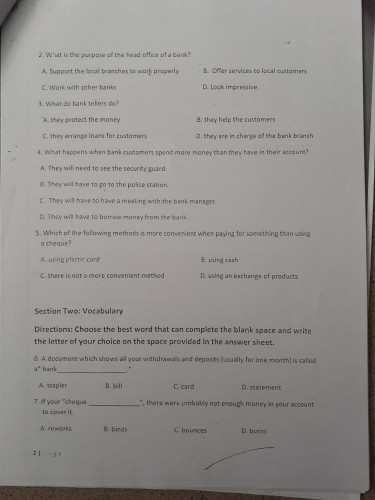 2. What is the purpose of the head office of a bank?
A. Support the local branches to work properly B. Offer services to local customers
C. Work with other banks D. Look impressive
3. What do bank tellers do?
A. they protect the money B. they help the customers
C. they arrange loans for customers D. they are in charge of the bank branch
4. What happens when bank customers spend more money than they have in their account?
A. They will need to see the security guard
B. They will have to go to the police station.
C. They will have to have a meeting with the bank manager.
D. They will have to borrow money from the bank
5. Which of the following methods is more convenient when paying for something than using
a cheque?
A. using plastic card B. using cash
C. there is not a more convenient method D. using an exchange of products
Section Two: Vocabulary
Directions: Choose the best word that can complete the blank space and write
the letter of your choice on the space provided in the answer sheet.
6. A document which shows all your withdrawals and deposits (usually for one month) is called
a" bank_______________."
A. stapler B. bill C. card D. statement
7. If your "cheque ____________", there were probably not enough money in your account
to cover it.
A. reworks B. binds C. bounces D. burns
2 |